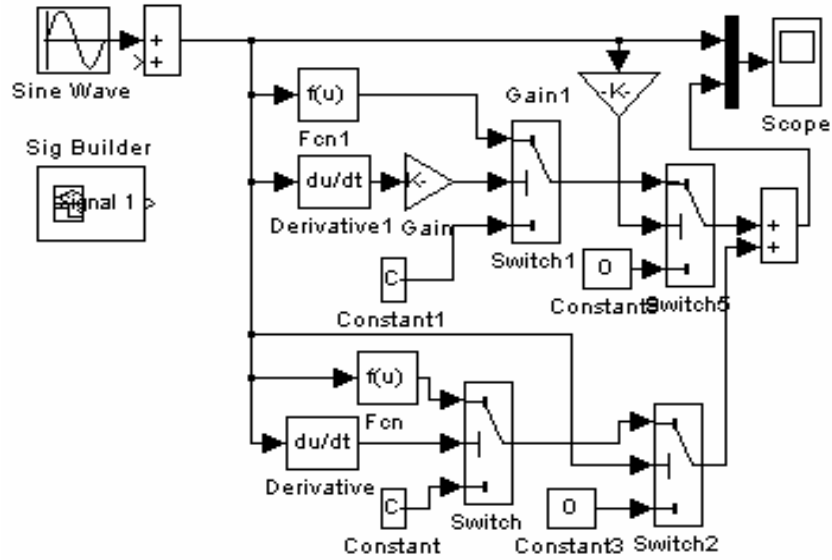 +
+
Sine Wave
Sig Builder
Signal 1
f(u)
Fcn1
du/dt
Derivative1
-K-
Gain
Gain1
-K-
Switch1
C
Constant1
0
Switch5
+
+
Scope
f(u)
Fcn
du/dt
Derivative
C
Constant
Switch
0
Constant3
Switch2